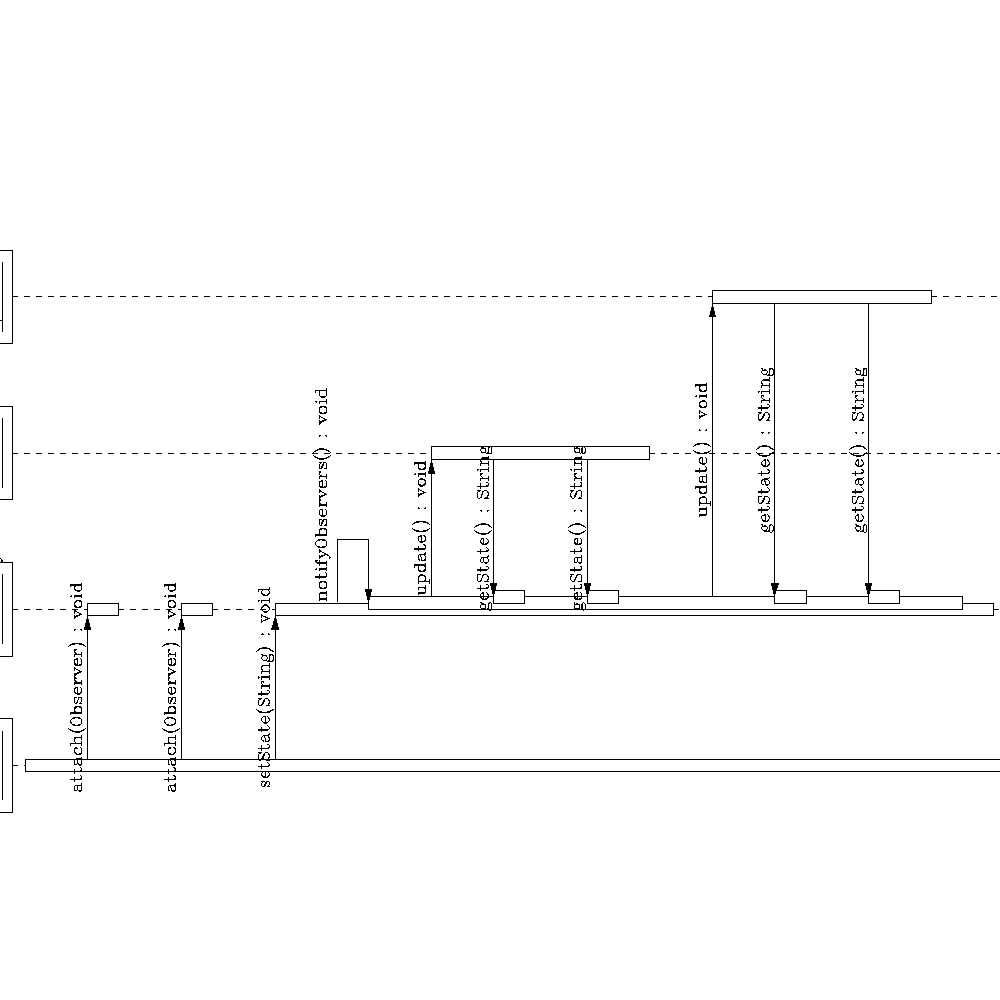 attach(Observer) : void
attach(Observer) : void
setState(String) : void
notifyObservers() : void
update() : void
getState() : String
getState() : String
update() : void
getState() : String
getState() : String